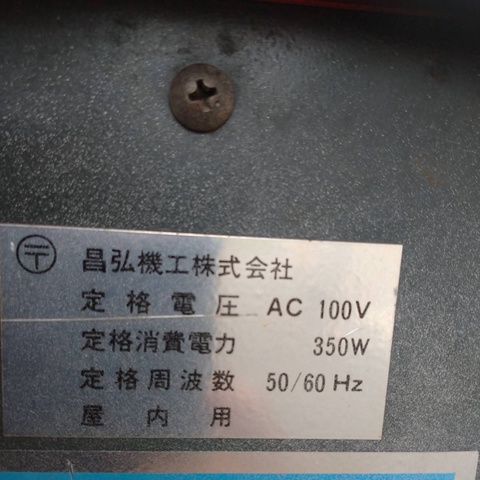 〒 昌弘機工株式会社
定格電圧 AC 100V
定格消費電力 350W
定格周波数 50/60 Hz
屋内用